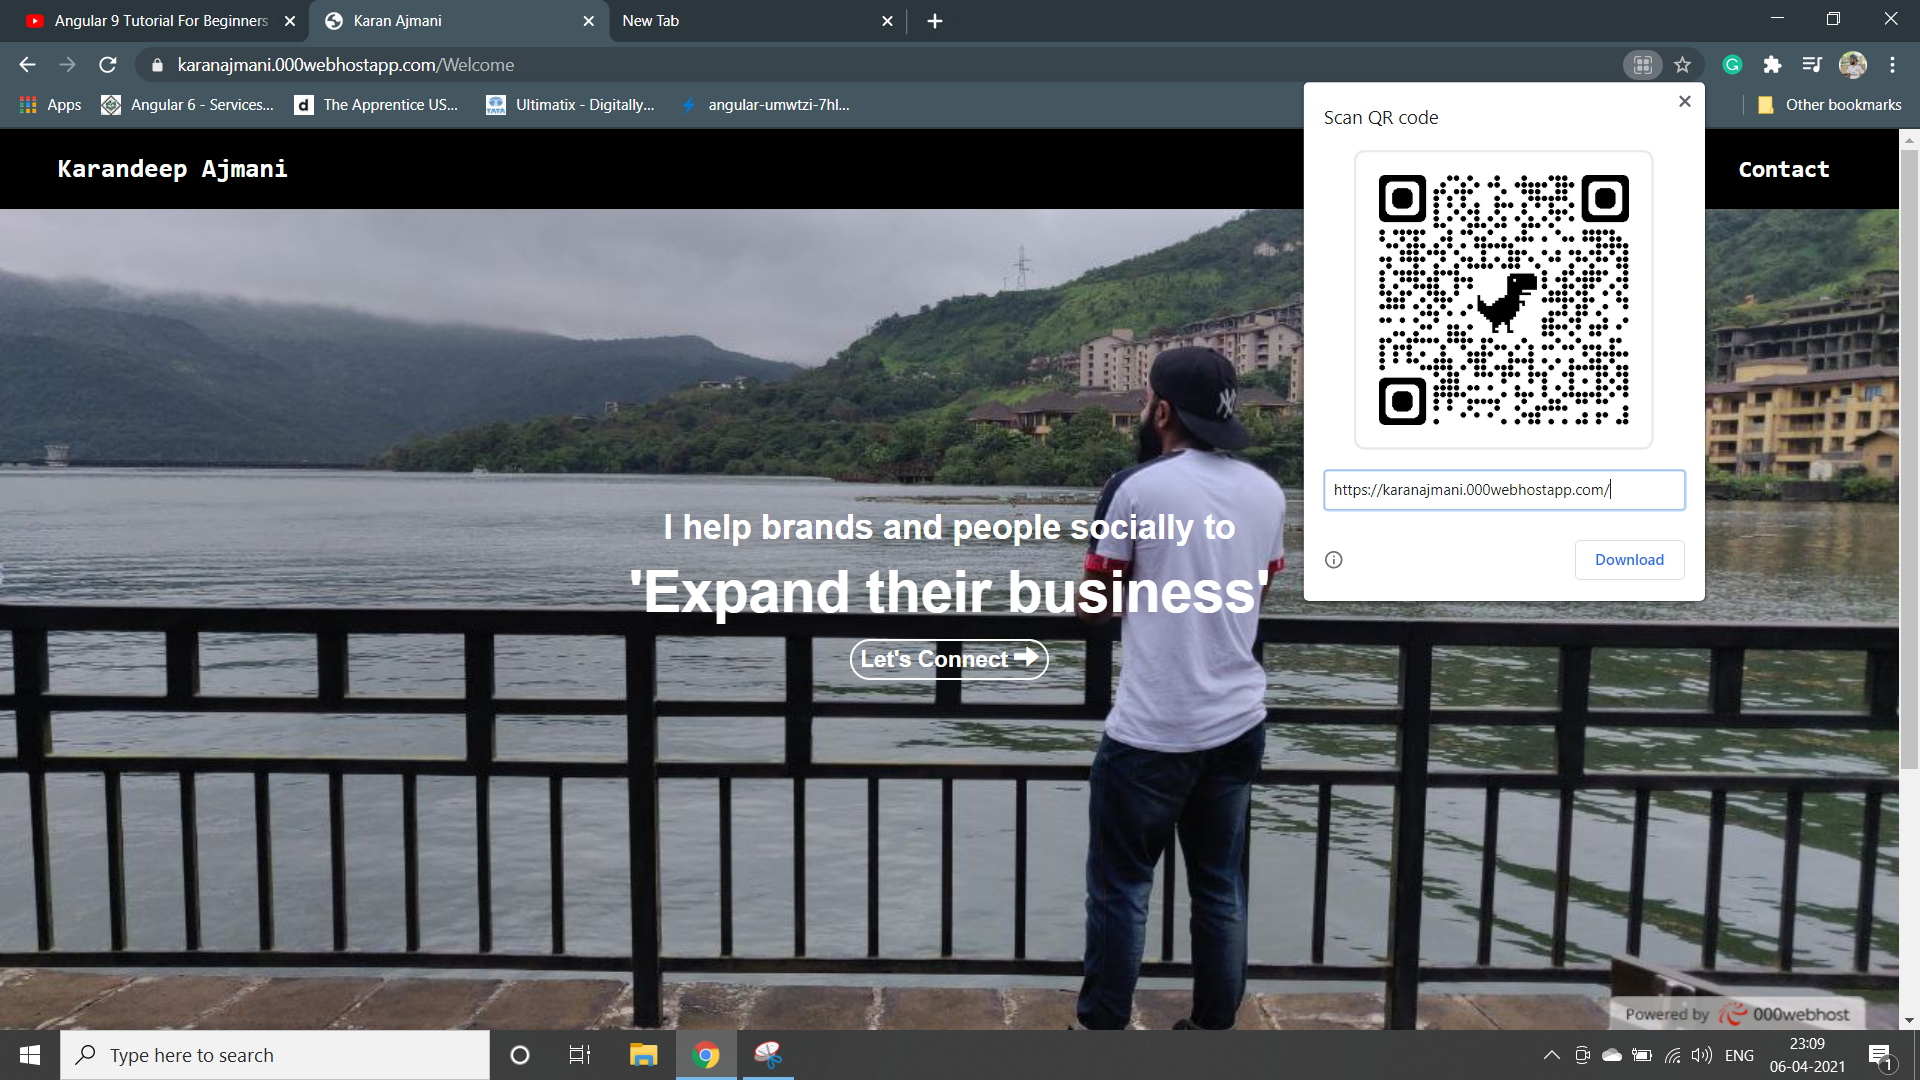 Angular 9 Tutorial For Beginners
Karan Ajmani
New Tab
karanajmani.000webhostapp.com/Welcome
Apps
Angular 6 - Services...
The Apprentice US...
Ultimatix - Digitally...
angular-umwtzi-7hl...
Other bookmarks
Karandeep Ajmani
Contact
Scan QR code
https://karanajmani.000webhostapp.com/
Download
I help brands and people socially to
'Expand their business'
Let's Connect
Powered by 000webhost
Type here to search
ENG
23:09
06-04-2021
1